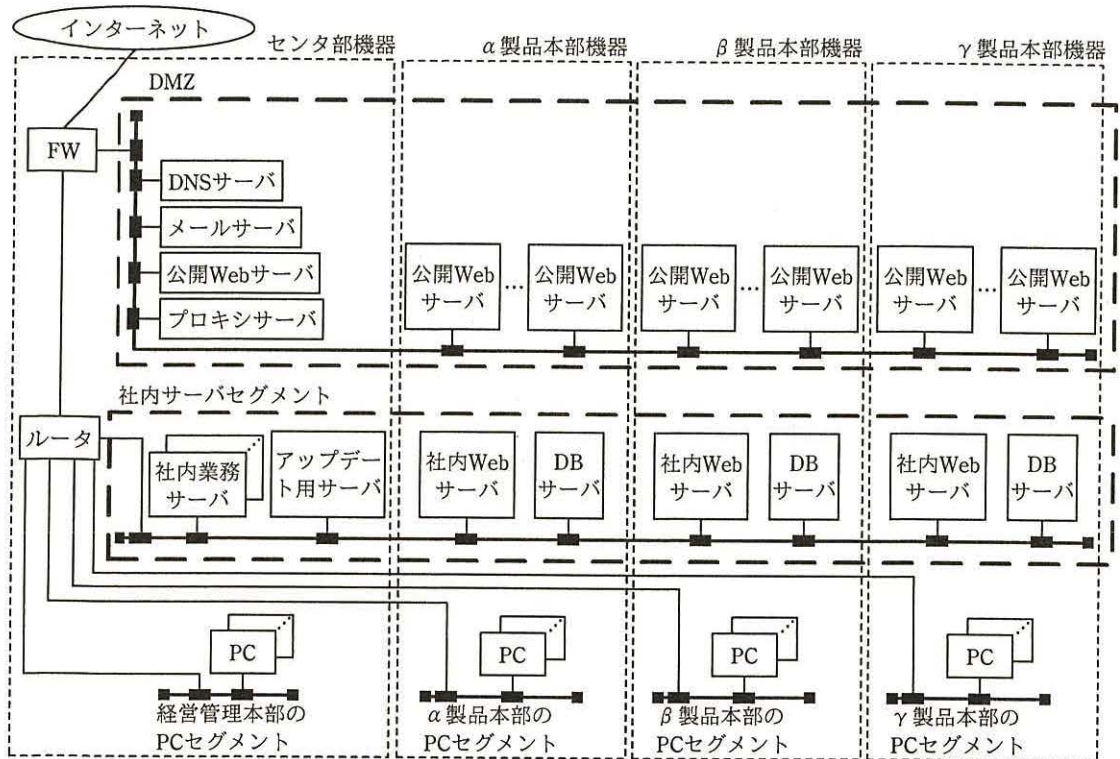 インターネット
センタ部機器
α製品本部機器
β製品本部機器
γ製品本部機器
DMZ
FW
DNSサーバ
メールサーバ
公開Webサーバ
プロキシサーバ
公開Web
サーバ
…
公開Web
サーバ
公開Web
サーバ
…
公開Web
サーバ
公開Web
サーバ
…
公開Web
サーバ
社内サーバセグメント
ルータ
社内業務
サーバ
アップデー
ト用サーバ
社内Web
サーバ
DB
サーバ
社内Web
サーバ
DB
サーバ
社内Web
サーバ
DB
サーバ
PC
PC
PC
PC
経営管理本部の
PCセグメント
α製品本部の
PCセグメント
β製品本部の
PCセグメント
γ製品本部の
PCセグメント